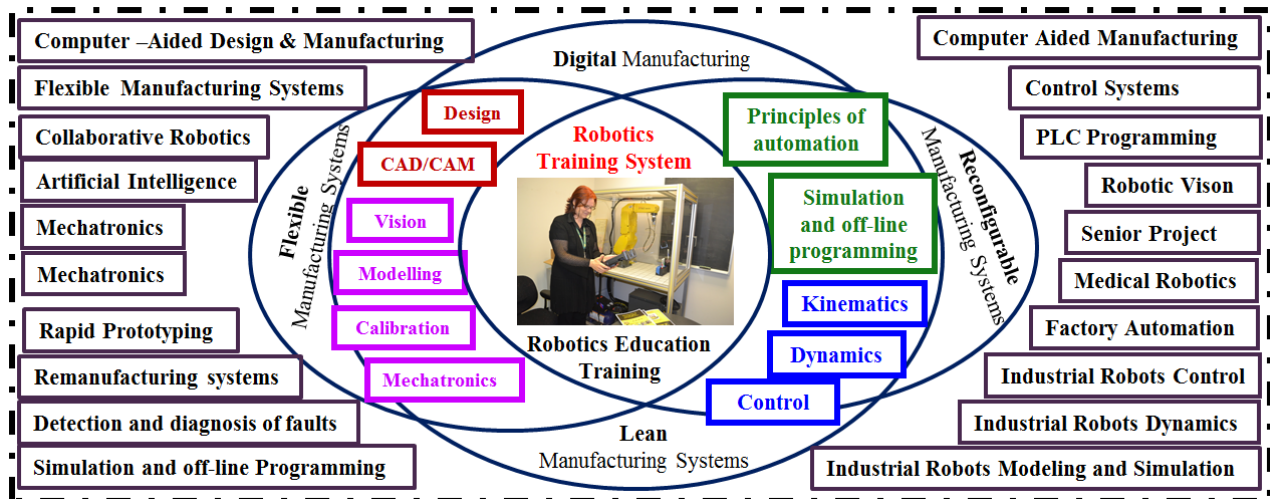 Computer –Aided Design & Manufacturing
Flexible Manufacturing Systems
Collaborative Robotics
Artificial Intelligence
Mechatronics
Mechatronics
Rapid Prototyping
Remanufacturing systems
Detection and diagnosis of faults
Simulation and off-line Programming
Digital Manufacturing
Flexible
Manufacturing Systems
Design
CAD/CAM
Vision
Modelling
Calibration
Mechatronics
Robotics
Training System
Robotics Education
Training
Lean
Manufacturing Systems
Principles of
automation
Simulation
and off-line
programming
Kinematics
Dynamics
Control
Reconfigurable
Manufacturing Systems
Computer Aided Manufacturing
Control Systems
PLC Programming
Robotic Vison
Senior Project
Medical Robotics
Factory Automation
Industrial Robots Control
Industrial Robots Dynamics
Industrial Robots Modeling and Simulation